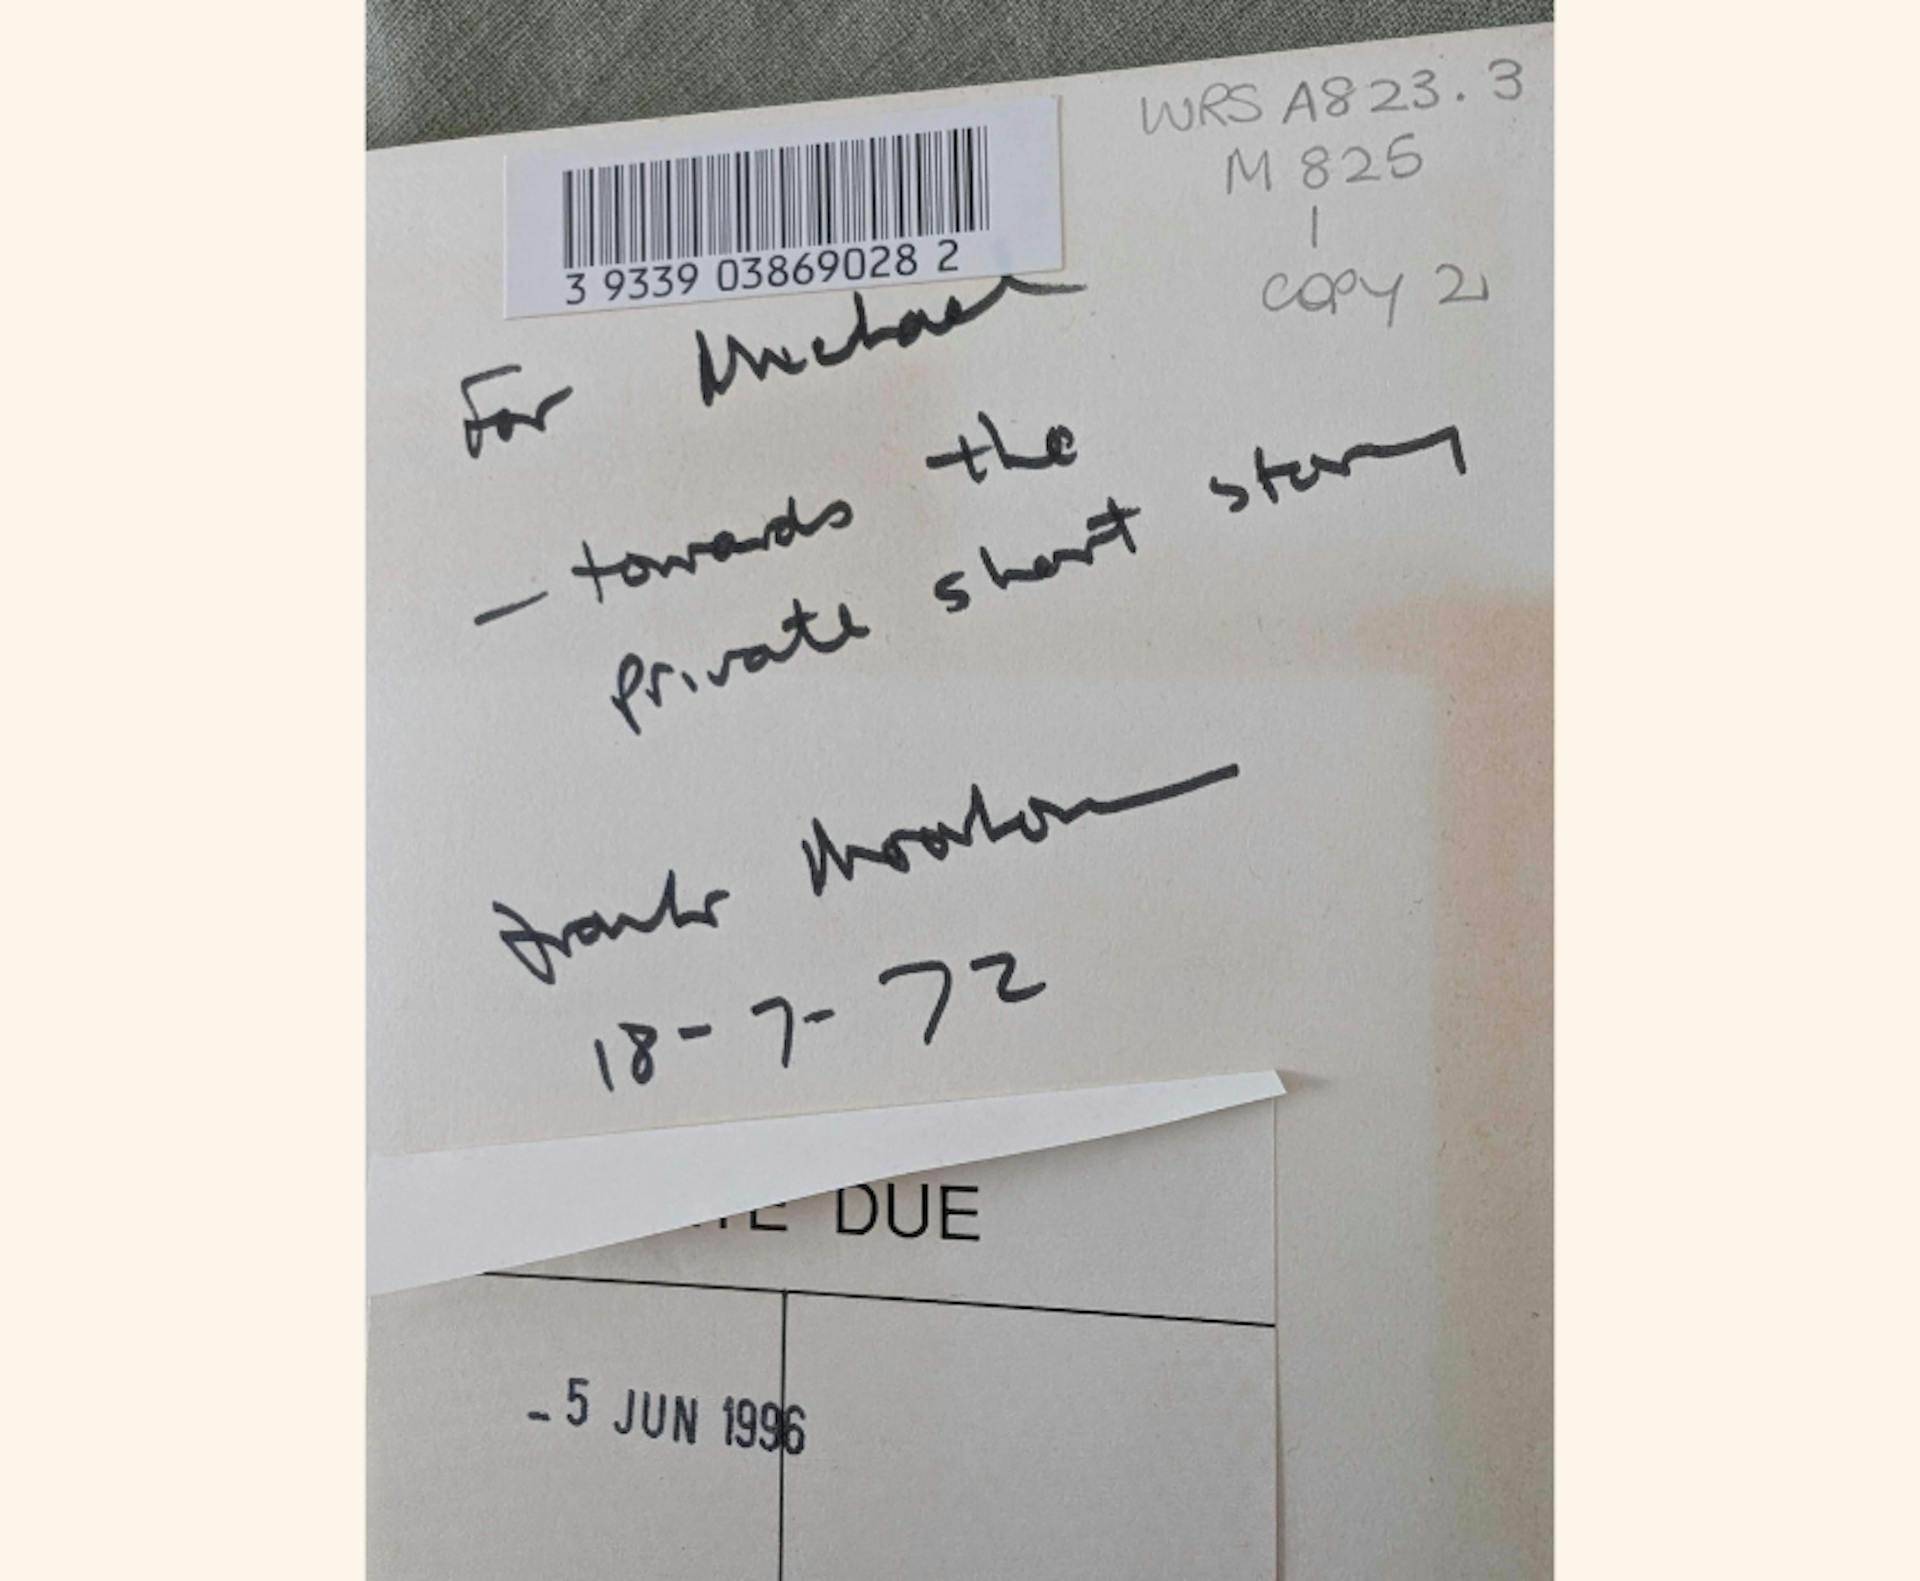 WRS A823.3
M825
1
COPY 2
3 9339 03869028 2
For Michael
- towards the
private short story
Frank Moorhouse
18-7-72
TE DUE
- 5 JUN 1996